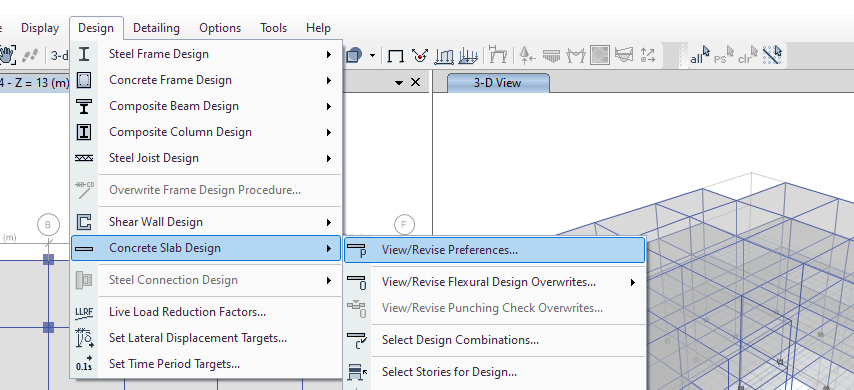 Display Design Detailing Options Tools Help
3-d
all PS clr
4 - Z = 13 (m)
3-D View
Steel Frame Design
Concrete Frame Design
Composite Beam Design
Composite Column Design
Steel Joist Design
Overwrite Frame Design Procedure...
Shear Wall Design
B
F
(m)
(m)
Concrete Slab Design
View/Revise Preferences...
Steel Connection Design
View/Revise Flexural Design Overwrites...
View/Revise Punching Check Overwrites...
LLRF Live Load Reduction Factors...
Set Lateral Displacement Targets...
Select Design Combinations...
0.1s Set Time Period Targets...
Select Stories for Design...